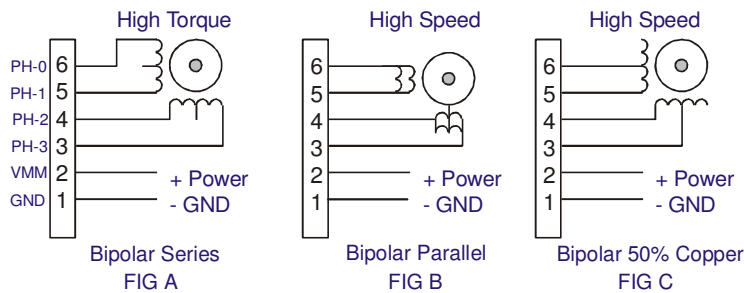 High Torque
PH-0 6
PH-1 5
PH-2 4
PH-3 3
VMM 2 + Power
GND 1 - GND
Bipolar Series
FIG A
High Speed
6
5
4
3
2 + Power
1 - GND
Bipolar Parallel
FIG B
High Speed
6
5
4
3
2 + Power
1 - GND
Bipolar 50% Copper
FIG C